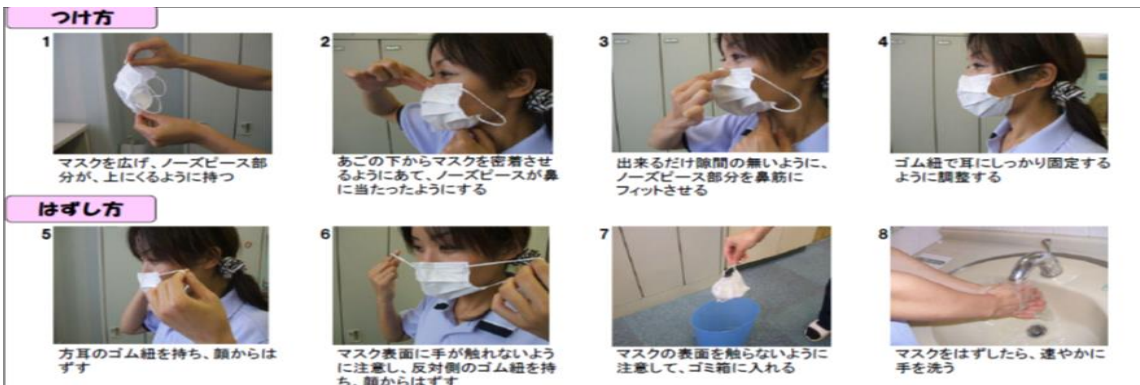 つけ方
1
マスクを広げ、ノーズピース部
分が、上にくるように持つ
2
あごの下からマスクを密着させ
るようにあて、ノーズピースが鼻
に当たったようにする
3
出来るだけ隙間の無いように、
ノーズピース部分を鼻筋に
フィットさせる
4
ゴム紐で耳にしっかり固定する
ように調整する
はずし方
5
方耳のゴム紐を持ち、顔からは
ずす
6
マスク表面に手が触れないよう
に注意し、反対側のゴム紐を持
ち、顔からはずす
7
マスクの表面を触らないように
注意して、ゴミ箱に入れる
8
マスクをはずしたら、速やかに
手を洗う